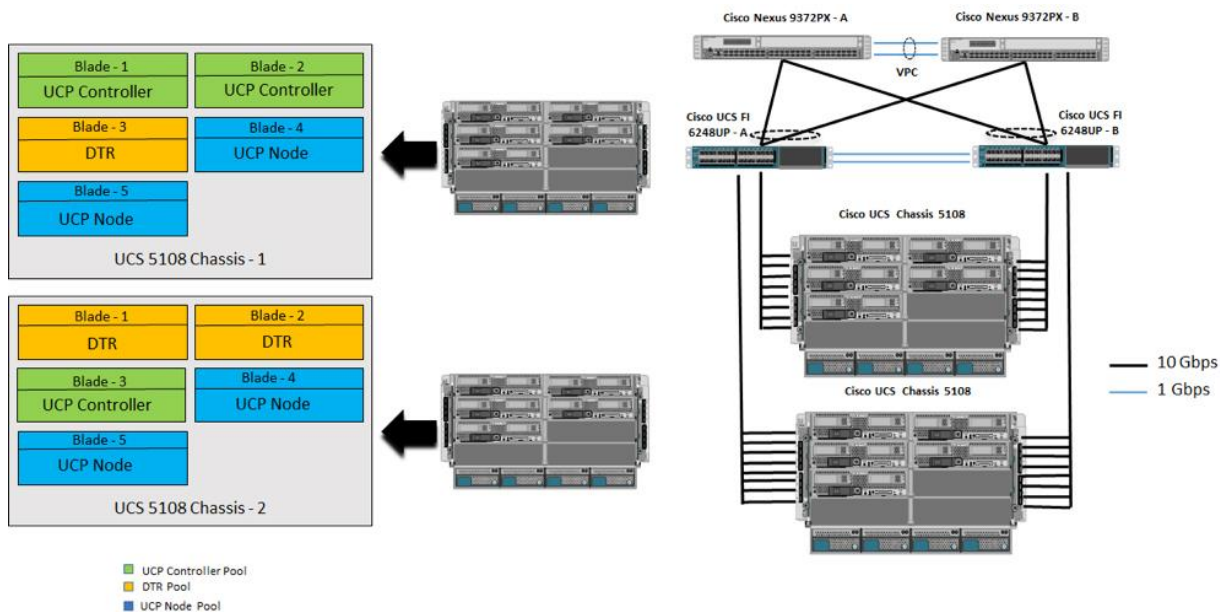 Blade - 1
UCP Controller
Blade - 2
UCP Controller
Blade - 3
DTR
Blade - 4
UCP Node
Blade - 5
UCP Node
UCS 5108 Chassis - 1
Blade - 1
DTR
Blade - 2
DTR
Blade - 3
UCP Controller
Blade - 4
UCP Node
Blade - 5
UCP Node
UCS 5108 Chassis - 2
UCP Controller Pool
DTR Pool
UCP Node Pool
Cisco Nexus 9372PX - A
Cisco Nexus 9372PX - B
VPC
Cisco UCS FI
6248UP - A
Cisco UCS FI
6248UP - B
Cisco UCS Chassis 5108
Cisco UCS Chassis 5108
10 Gbps
1 Gbps